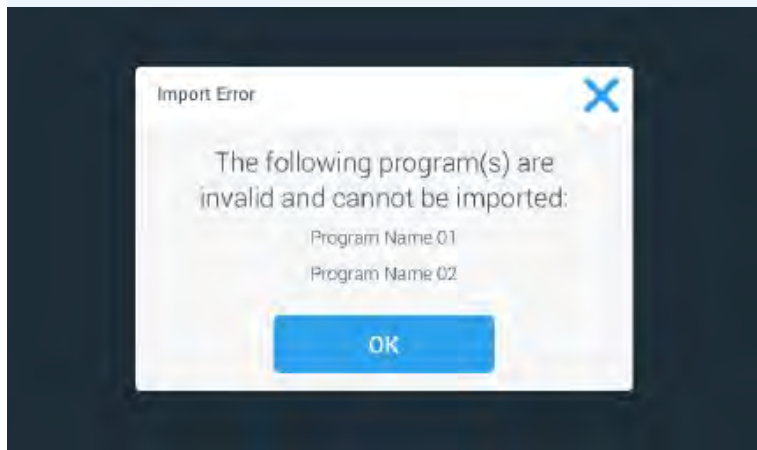 Import Error
The following program(s) are
invalid and cannot be imported:
Program Name 01
Program Name 02
OK